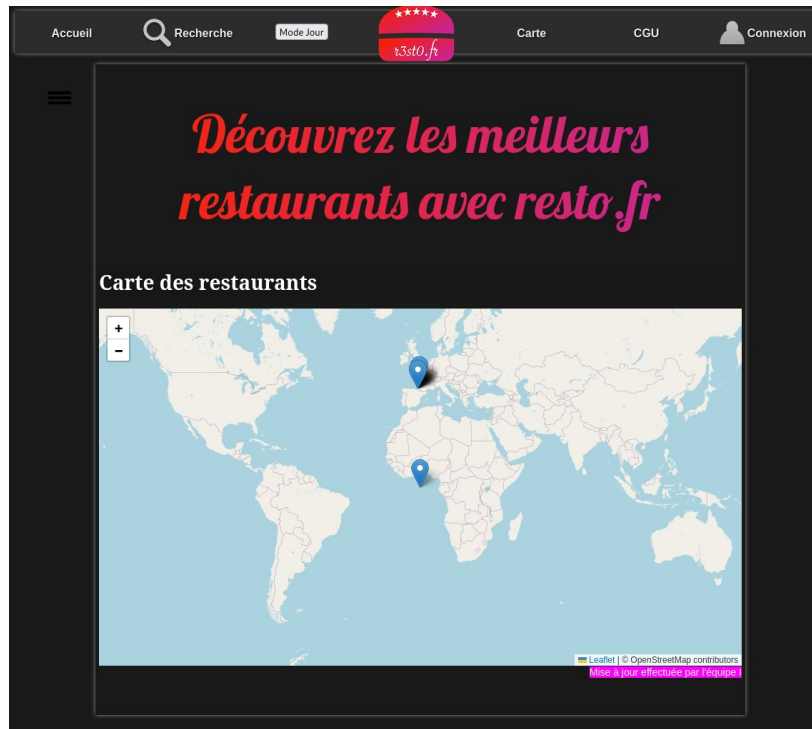 Accueil
Recherche
Mode Jour
r3st0.fr
Carte
CGU
Connexion
Découvrez les meilleurs
restaurants avec resto.fr
Carte des restaurants
+
−
Leaflet | © OpenStreetMap contributors
Mise à jour effectuée par l'équipe I